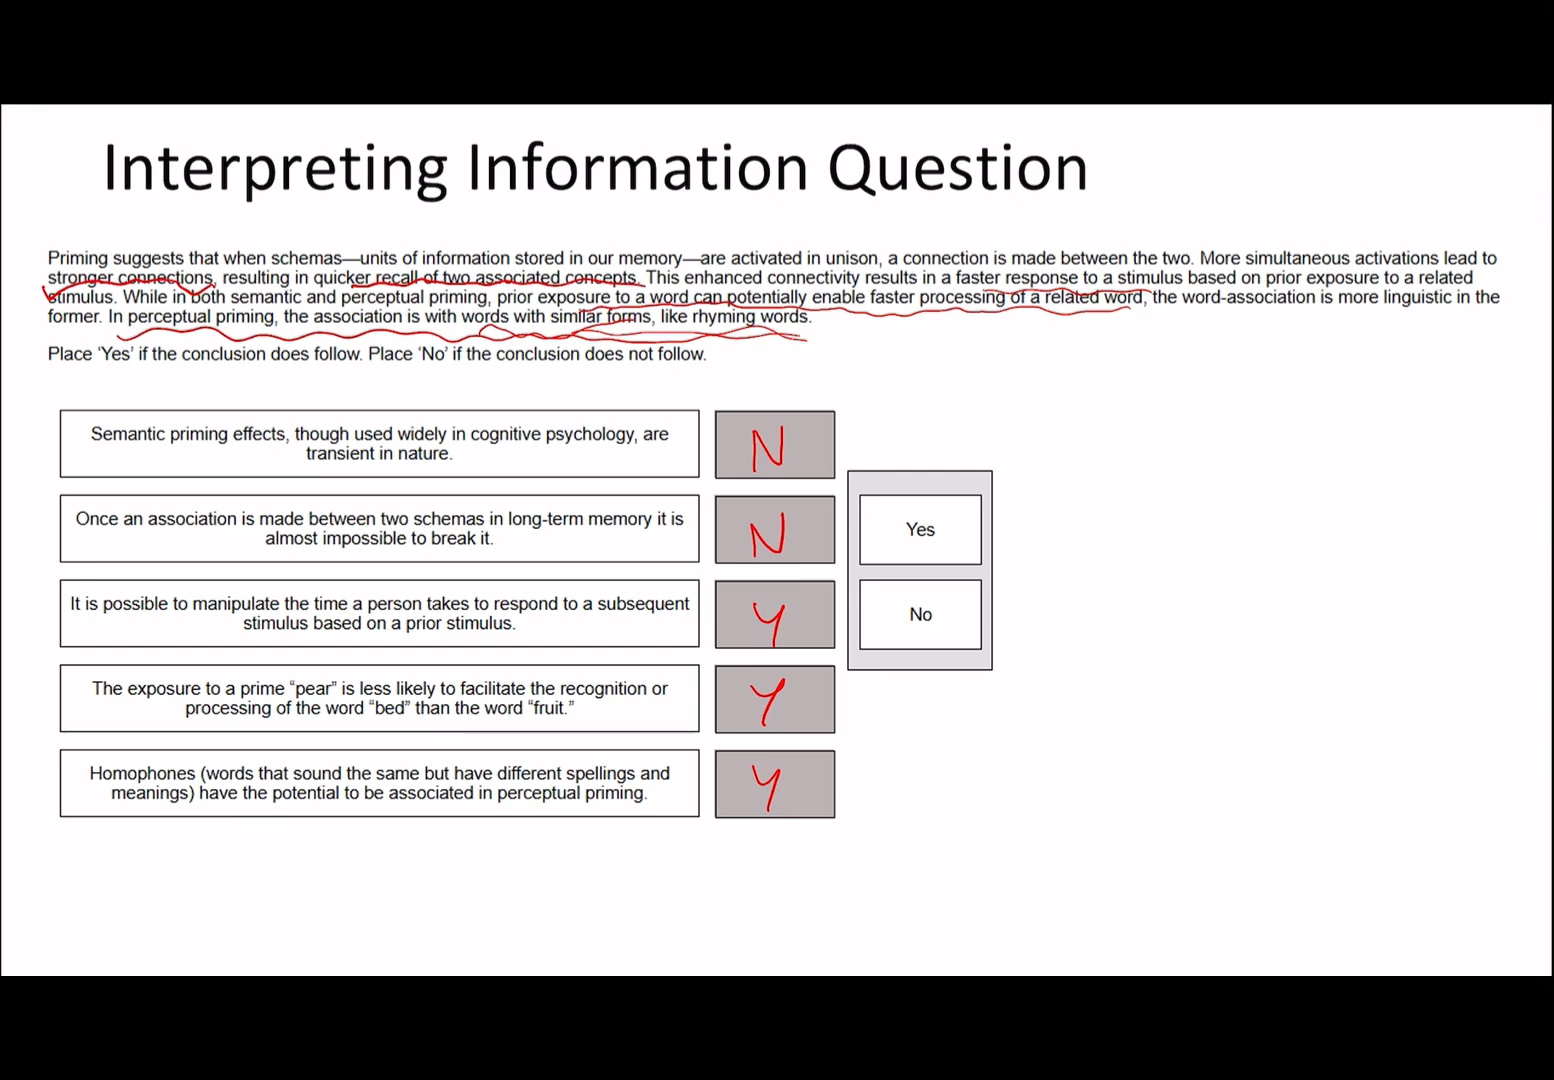 Interpreting Information Question
Priming suggests that when schemas—units of information stored in our memory—are activated in unison, a connection is made between the two. More simultaneous activations lead to
stronger connections, resulting in quicker recall of two associated concepts. This enhanced connectivity results in a faster response to a stimulus based on prior exposure to a related
stimulus. While in both semantic and perceptual priming, prior exposure to a word can potentially enable faster processing of a related word, the word-association is more linguistic in the
former. In perceptual priming, the association is with words with similar forms, like rhyming words.
Place ‘Yes’ if the conclusion does follow. Place ‘No’ if the conclusion does not follow.
Semantic priming effects, though used widely in cognitive psychology, are
transient in nature.
N
Once an association is made between two schemas in long-term memory it is
almost impossible to break it.
N
It is possible to manipulate the time a person takes to respond to a subsequent
stimulus based on a prior stimulus.
Y
The exposure to a prime “pear” is less likely to facilitate the recognition or
processing of the word “bed” than the word “fruit.”
Y
Homophones (words that sound the same but have different spellings and
meanings) have the potential to be associated in perceptual priming.
Y
Yes
No